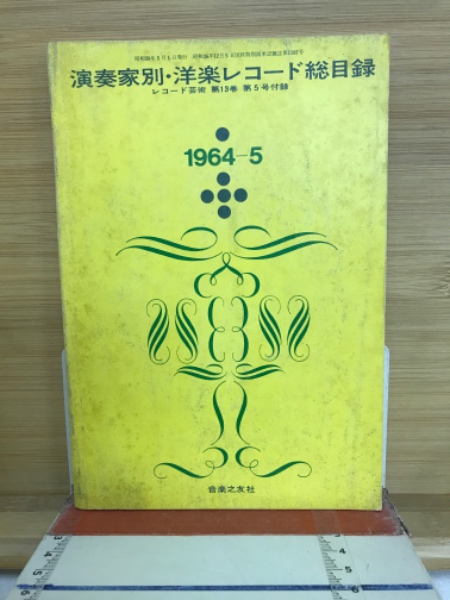 演奏家別・洋楽レコード総目録
レコード芸術 第13巻 第5号付録
1964-5
音楽之友社